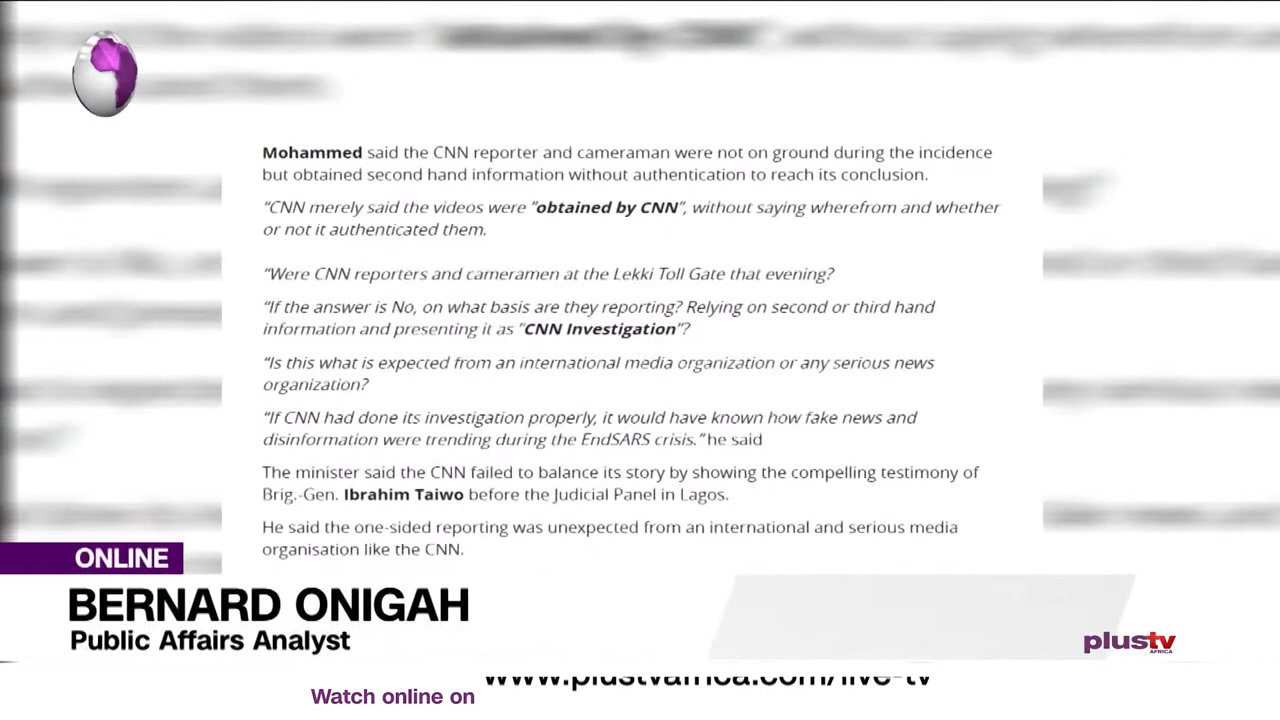 Mohammed said the CNN reporter and cameraman were not on ground during the incidence
but obtained second hand information without authentication to reach its conclusion.
“CNN merely said the videos were “obtained by CNN”, without saying wherefrom and whether
or not it authenticated them.
“Were CNN reporters and cameramen at the Lekki Toll Gate that evening?
“If the answer is No, on what basis are they reporting? Relying on second or third hand
information and presenting it as “CNN Investigation”?
“Is this what is expected from an international media organization or any serious news
organization?
“If CNN had done its investigation properly, it would have known how fake news and
disinformation were trending during the EndSARS crisis.” he said
The minister said the CNN failed to balance its story by showing the compelling testimony of
Brig.-Gen. Ibrahim Taiwo before the Judicial Panel in Lagos.
He said the one-sided reporting was unexpected from an international and serious media
organisation like the CNN.
ONLINE
BERNARD ONIGAH
Public Affairs Analyst
plustv
AFRICA
www.plustvafrica.com/live-tv
Watch online on